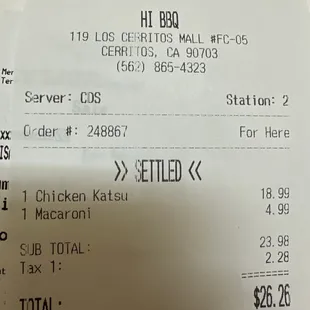 HI BBQ
119 LOS CERRITOS MALL #FC-05
CERRITOS, CA 90703
(562) 865-4323
Mer
Ter
Server: CDS Station: 2
Order #: 248867 For Here
>> SETTLED <<
1 Chicken Katsu 18.99
1 Macaroni 4.99
SUB TOTAL: 23.98
Tax 1: 2.28
TOTAL: $26.26